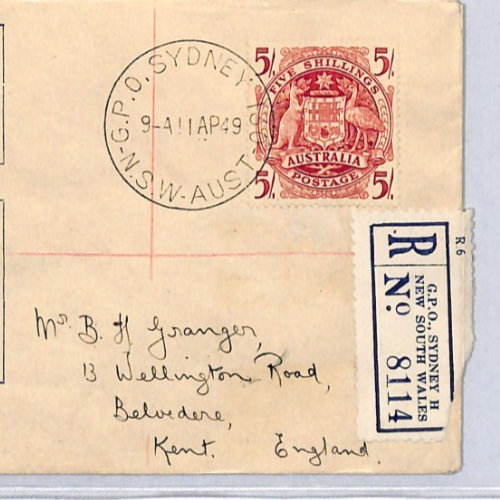 G.P.O. SYDNEY
9-A 11 AP 49
N.S.W-AUST
5/. 5/.
FIVE SHILLINGS
AUSTRALIA
POSTAGE
5/. 5/.
R.6
R No. 8114
G.P.O., SYDNEY H
NEW SOUTH WALES
Mr. B. H Granger,
13 Wellington Road,
Belvedere,
Kent. England.